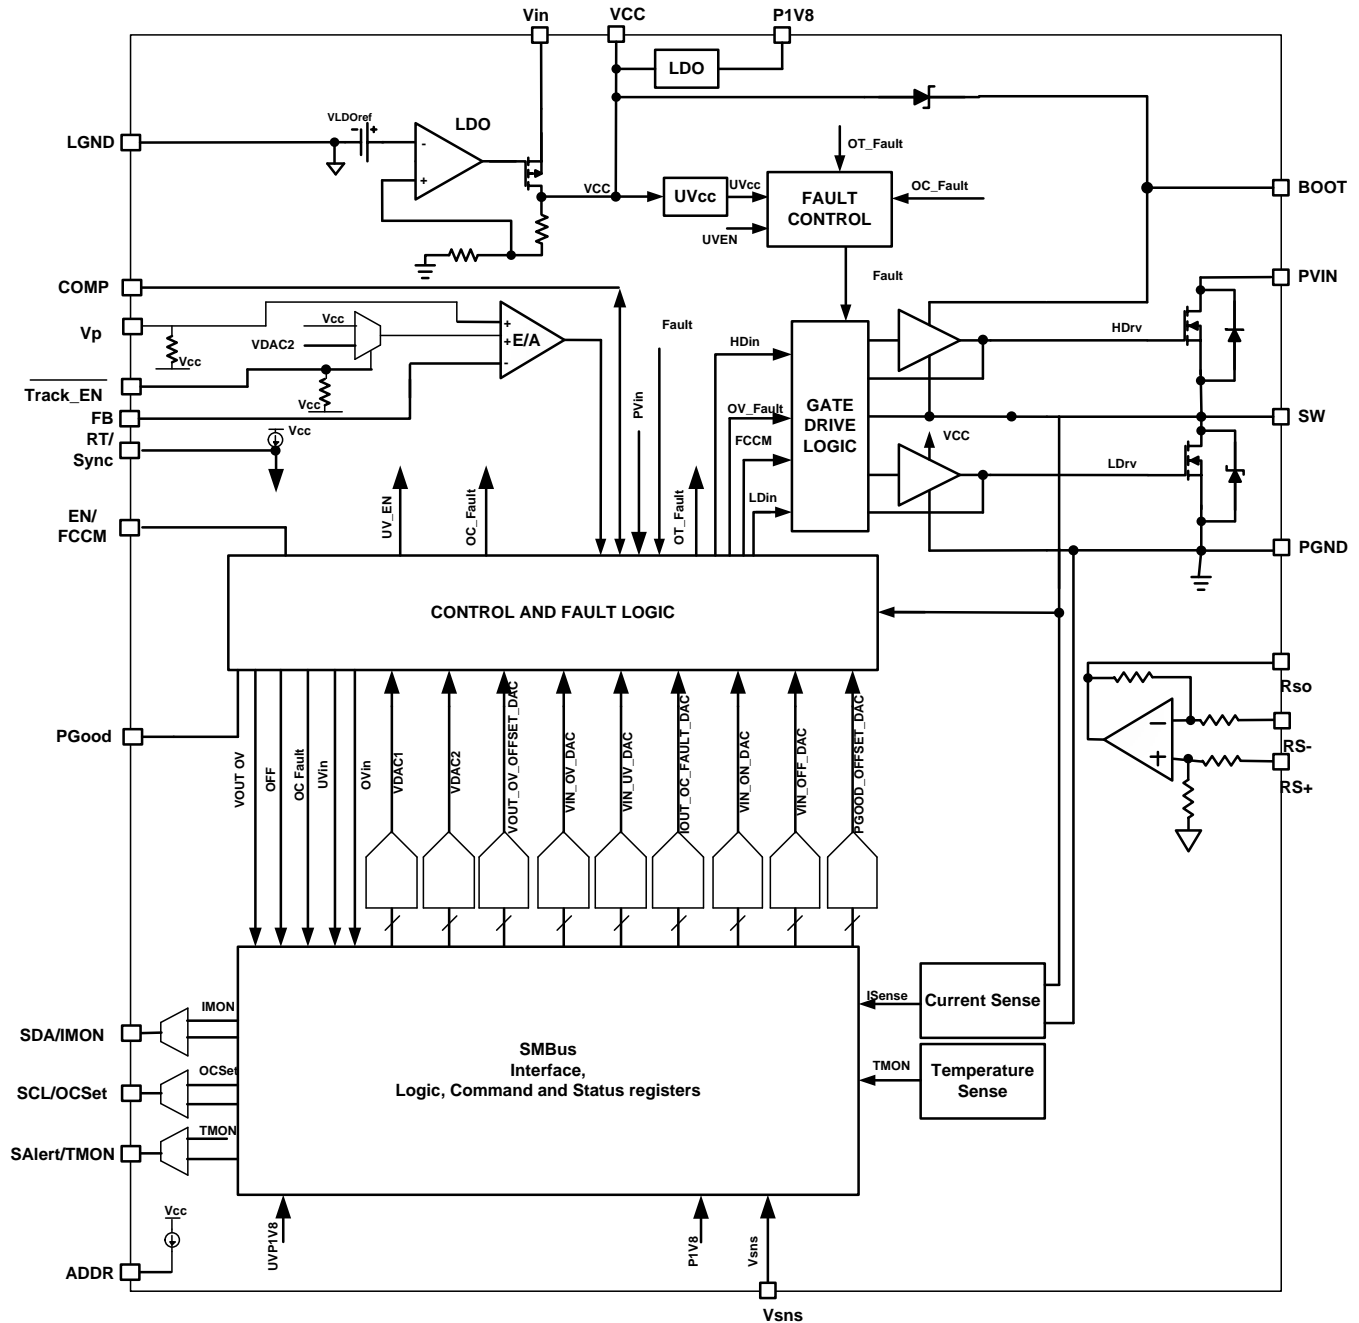 Vin
VCC
P1V8
LDO
VLDOref
-
+
LDO
LGND
-
+
OT_Fault
VCC
UVcc
UVcc
FAULT
CONTROL
OC_Fault
BOOT
UVEN
Fault
COMP
PVIN
Vp
Vcc
VDAC2
+
+
E/A
-
Fault
HDrv
HDin
Vcc
Track_EN
Vcc
FB
PVin
OV_Fault
GATE
DRIVE
LOGIC
SW
RT/
Sync
Vcc
FCCM
VCC
LDrv
LDin
EN/
FCCM
UV_EN
OC_Fault
OT_Fault
PGND
CONTROL AND FAULT LOGIC
Rso
RS-
RS+
PGood
VOUT OV
OFF
OC Fault
UVin
OVin
VDAC1
VDAC2
VOUT_OV_OFFSET_DAC
VIN_OV_DAC
VIN_UV_DAC
IOUT_OC_FAULT_DAC
VIN_ON_DAC
VIN_OFF_DAC
PGOOD_OFFSET_DAC
ISense
Current Sense
IMON
SDA/IMON
SMBus
Interface,
Logic, Command and Status registers
OCSet
SCL/OCSet
TMON
Temperature
Sense
TMON
SAlert/TMON
Vcc
UVP1V8
P1V8
Vsns
ADDR
Vsns